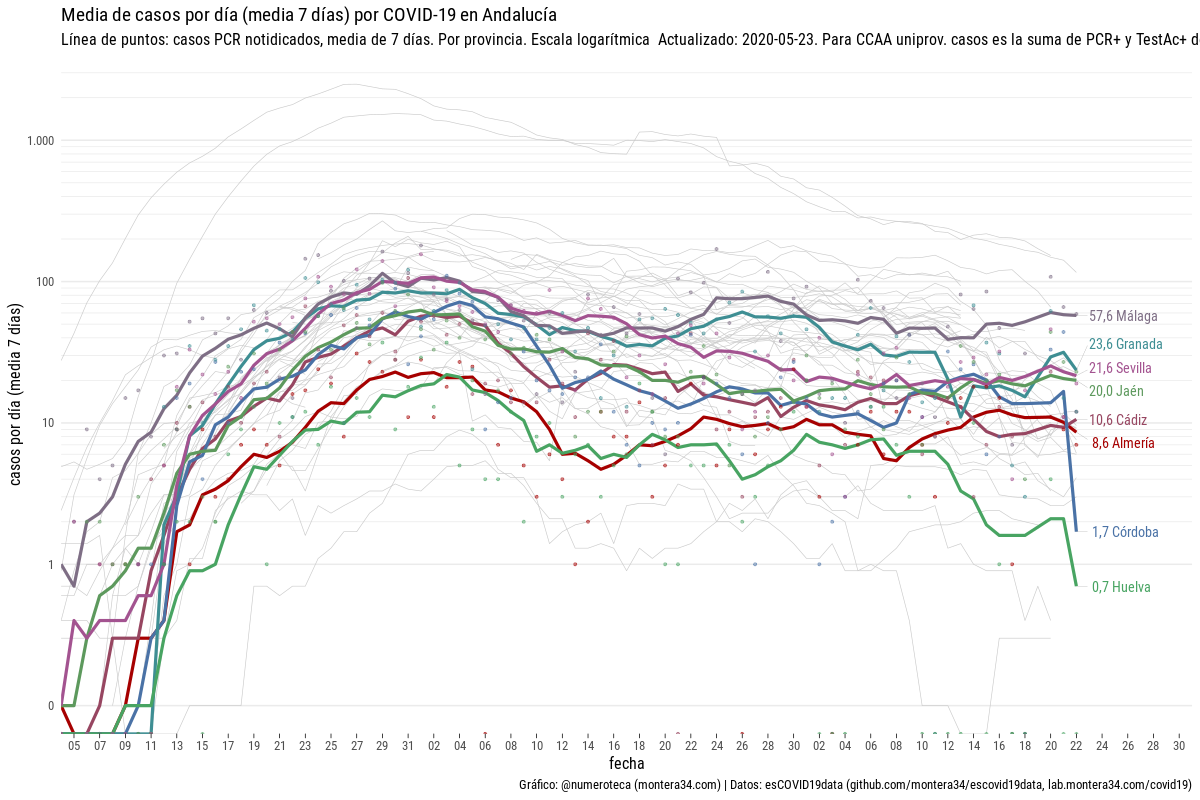 Media de casos por día (media 7 días) por COVID-19 en Andalucía
Línea de puntos: casos PCR notidicados, media de 7 días. Por provincia. Escala logarítmica  Actualizado: 2020-05-23. Para CCAA uniprov. casos es la suma de PCR+ y TestAc+ d
casos por día (media 7 días)
1.000
100
10
1
0
57,6 Málaga
23,6 Granada
21,6 Sevilla
20,0 Jaén
10,6 Cádiz
8,6 Almería
1,7 Córdoba
0,7 Huelva
05 07 09 11 13 15 17 19 21 23 25 27 29 31 02 04 06 08 10 12 14 16 18 20 22 24 26 28 30 02 04 06 08 10 12 14 16 18 20 22 24 26 28 30
fecha
Gráfico: @numeroteca (montera34.com) | Datos: esCOVID19data (github.com/montera34/escovid19data, lab.montera34.com/covid19)